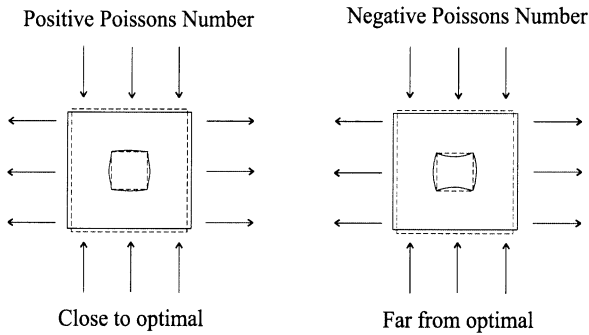 Positive Poissons Number
Negative Poissons Number
Close to optimal
Far from optimal